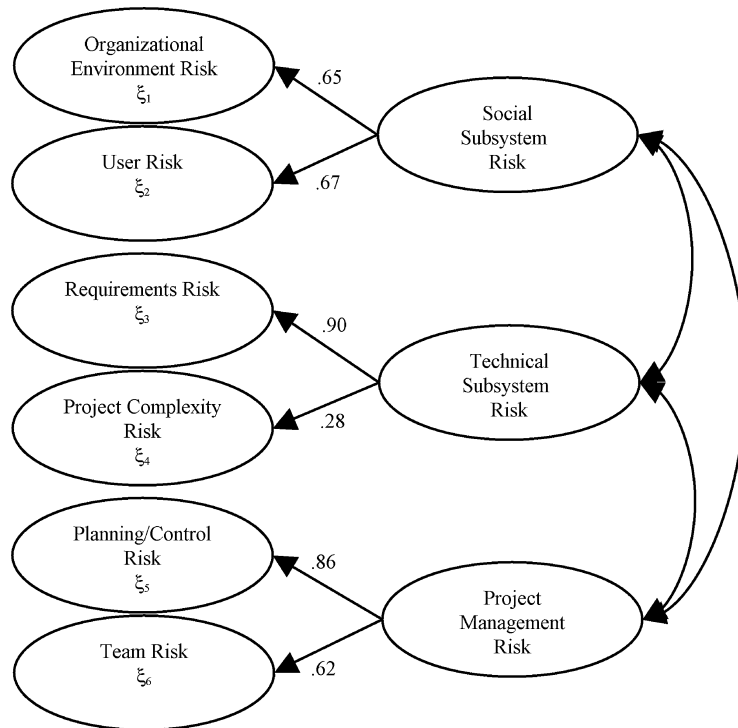 Organizational
Environment Risk
ξ₁
.65
Social
Subsystem
Risk
User Risk
ξ₂
.67
Requirements Risk
ξ₃
.90
Technical
Subsystem
Risk
Project Complexity
Risk
ξ₄
.28
Planning/Control
Risk
ξ₅
.86
Project
Management
Risk
Team Risk
ξ₆
.62